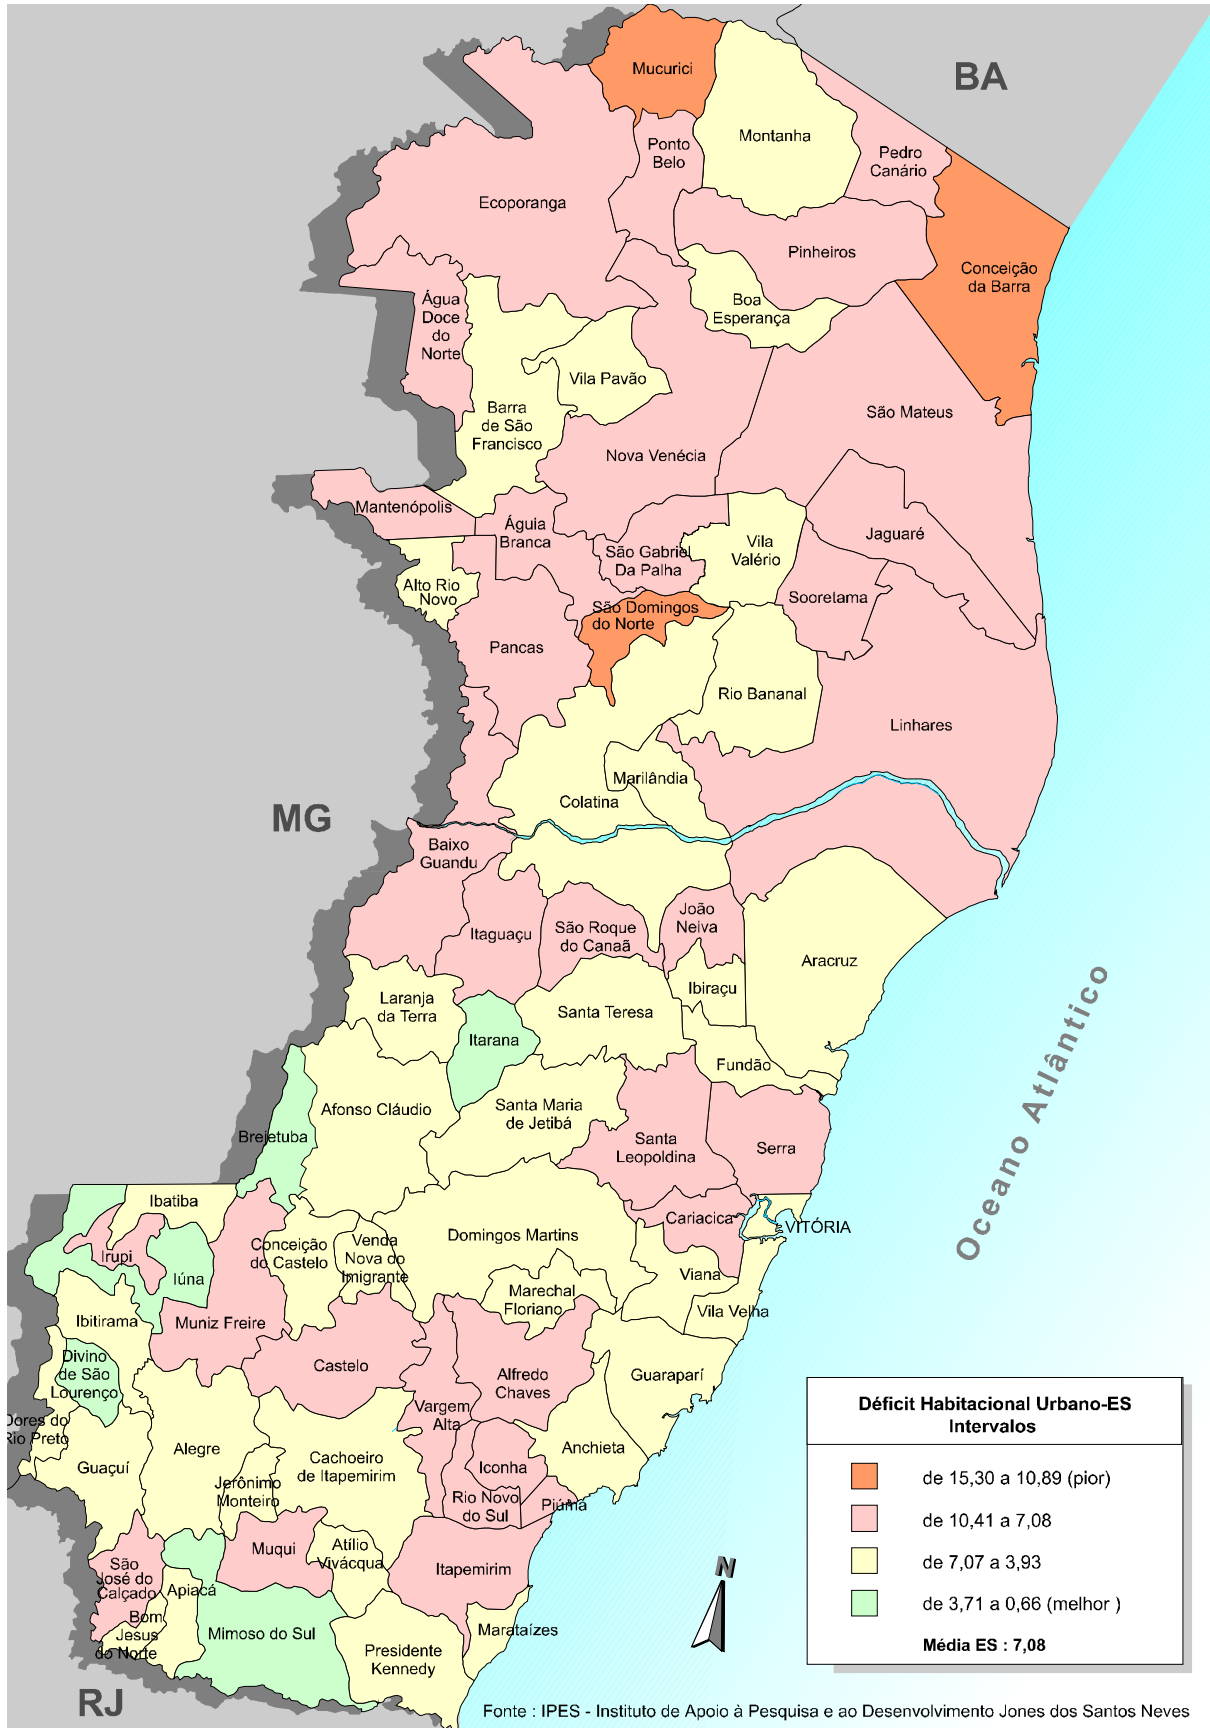 BA
Mucurici
Montanha
Ponto
Belo
Pedro
Canário
Ecoporanga
Pinheiros
Conceição
da Barra
Água
Doce
do
Norte
Boa
Esperança
Vila Pavão
Barra
de São
Francisco
São Mateus
Nova Venécia
Mantenópolis
Águia
Branca
Jaguaré
São Gabriel
Da Palha
Vila
Valério
Alto Rio
Novo
Sooretama
São Domingos
do Norte
Pancas
Rio Bananal
Linhares
Marilândia
Colatina
MG
Baixo
Guandu
João
Neiva
Itaguaçu
São Roque
do Canaã
Aracruz
Ibiraçu
Laranja
da Terra
Santa Teresa
Itarana
Fundão
Oceano Atlântico
Afonso Cláudio
Santa Maria
de Jetibá
Brejetuba
Santa
Leopoldina
Serra
Ibatiba
Cariacica
VITÓRIA
Irupi
Conceição
do Castelo
Venda
Nova do
Imigrante
Domingos Martins
Iúna
Viana
Marechal
Floriano
Vila Velha
Ibitirama
Muniz Freire
Divino
de São
Lourenço
Castelo
Alfredo
Chaves
Guaraparí
Vargem
Alta
Dores do
Rio Preto
Alegre
Anchieta
Guaçuí
Cachoeiro
de Itapemirim
Iconha
Jerônimo
Monteiro
Rio Novo
do Sul
Piúma
Muqui
Atílio
Vivácqua
Itapemirim
São
José do
Calçado
Apiacá
Bom
Jesus
do Norte
Mimoso do Sul
Marataízes
Presidente
Kennedy
RJ
N
Déficit Habitacional Urbano-ES
Intervalos
de 15,30 a 10,89 (pior)
de 10,41 a 7,08
de 7,07 a 3,93
de 3,71 a 0,66 (melhor )
Média ES : 7,08
Fonte : IPES - Instituto de Apoio à Pesquisa e ao Desenvolvimento Jones dos Santos Neves